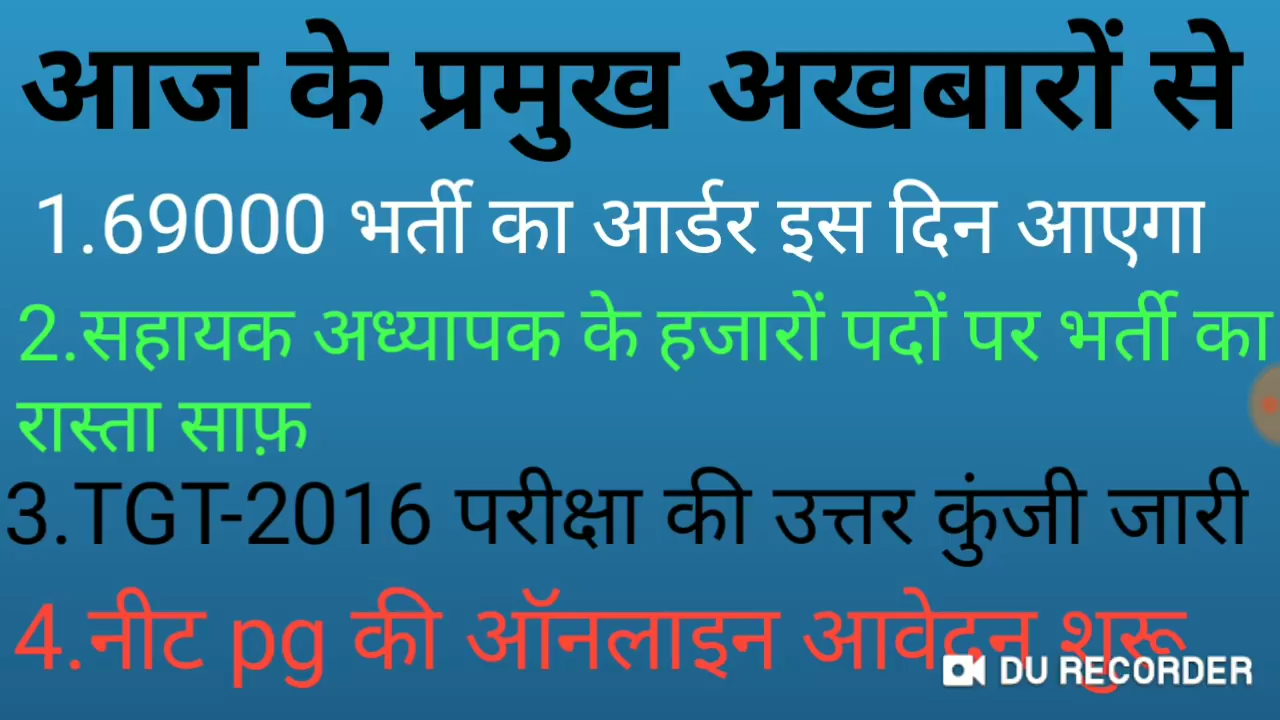 आज के प्रमुख अखबारों से
1.69000 भर्ती का आर्डर इस दिन आएगा
2.सहायक अध्यापक के हजारों पदों पर भर्ती का
रास्ता साफ़
3.TGT-2016 परीक्षा की उत्तर कुंजी जारी
4.नीट pg की ऑनलाइन आवेदन शुरू
DU RECORDER